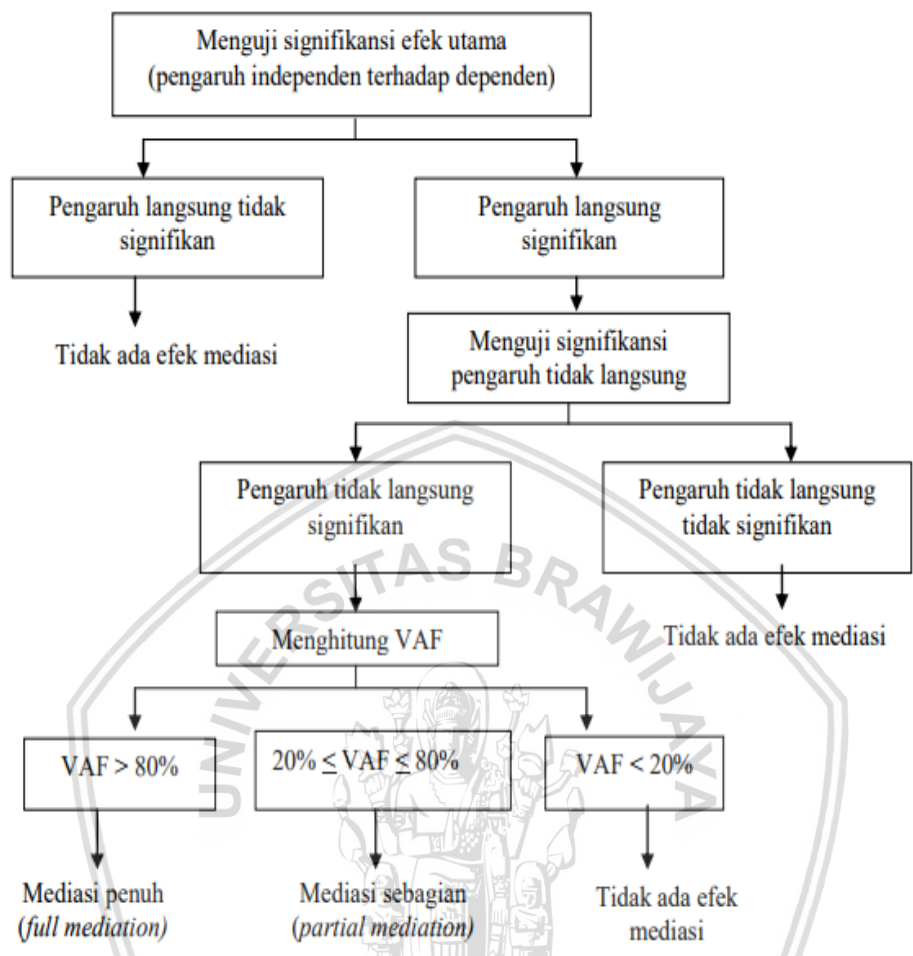 Menguji signifikansi efek utama
(pengaruh independen terhadap dependen)
Pengaruh langsung tidak
signifikan
Pengaruh langsung
signifikan
Tidak ada efek mediasi
Menguji signifikansi
pengaruh tidak langsung
Pengaruh tidak langsung
signifikan
Pengaruh tidak langsung
tidak signifikan
UNIVERSITAS BRAWIJAYA
Menghitung VAF
Tidak ada efek mediasi
VAF > 80%
20% ≤ VAF ≤ 80%
VAF < 20%
Mediasi penuh
(full mediation)
Mediasi sebagian
(partial mediation)
Tidak ada efek
mediasi